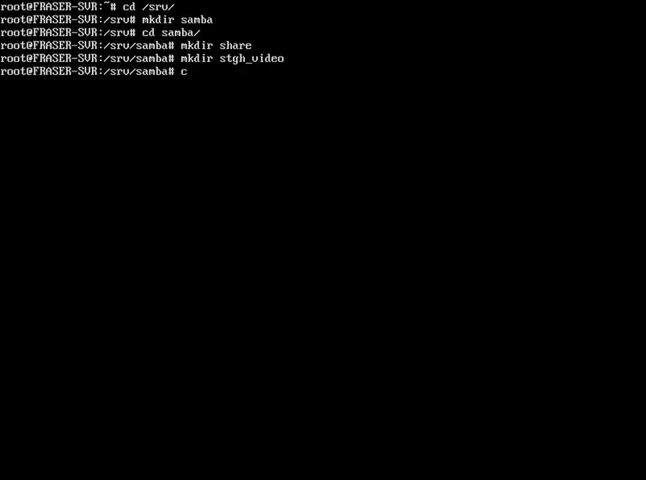 root@FRASER-SVR:~# cd /srv/
root@FRASER-SVR:/srv# mkdir samba
root@FRASER-SVR:/srv# cd samba/
root@FRASER-SVR:/srv/samba# mkdir share
root@FRASER-SVR:/srv/samba# mkdir stgh_video
root@FRASER-SVR:/srv/samba# c